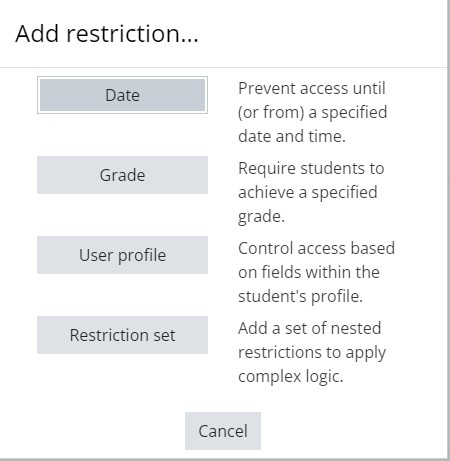 Add restriction...
Date
Prevent access until
(or from) a specified
date and time.
Grade
Require students to
achieve a specified
grade.
User profile
Control access based
on fields within the
student's profile.
Restriction set
Add a set of nested
restrictions to apply
complex logic.
Cancel